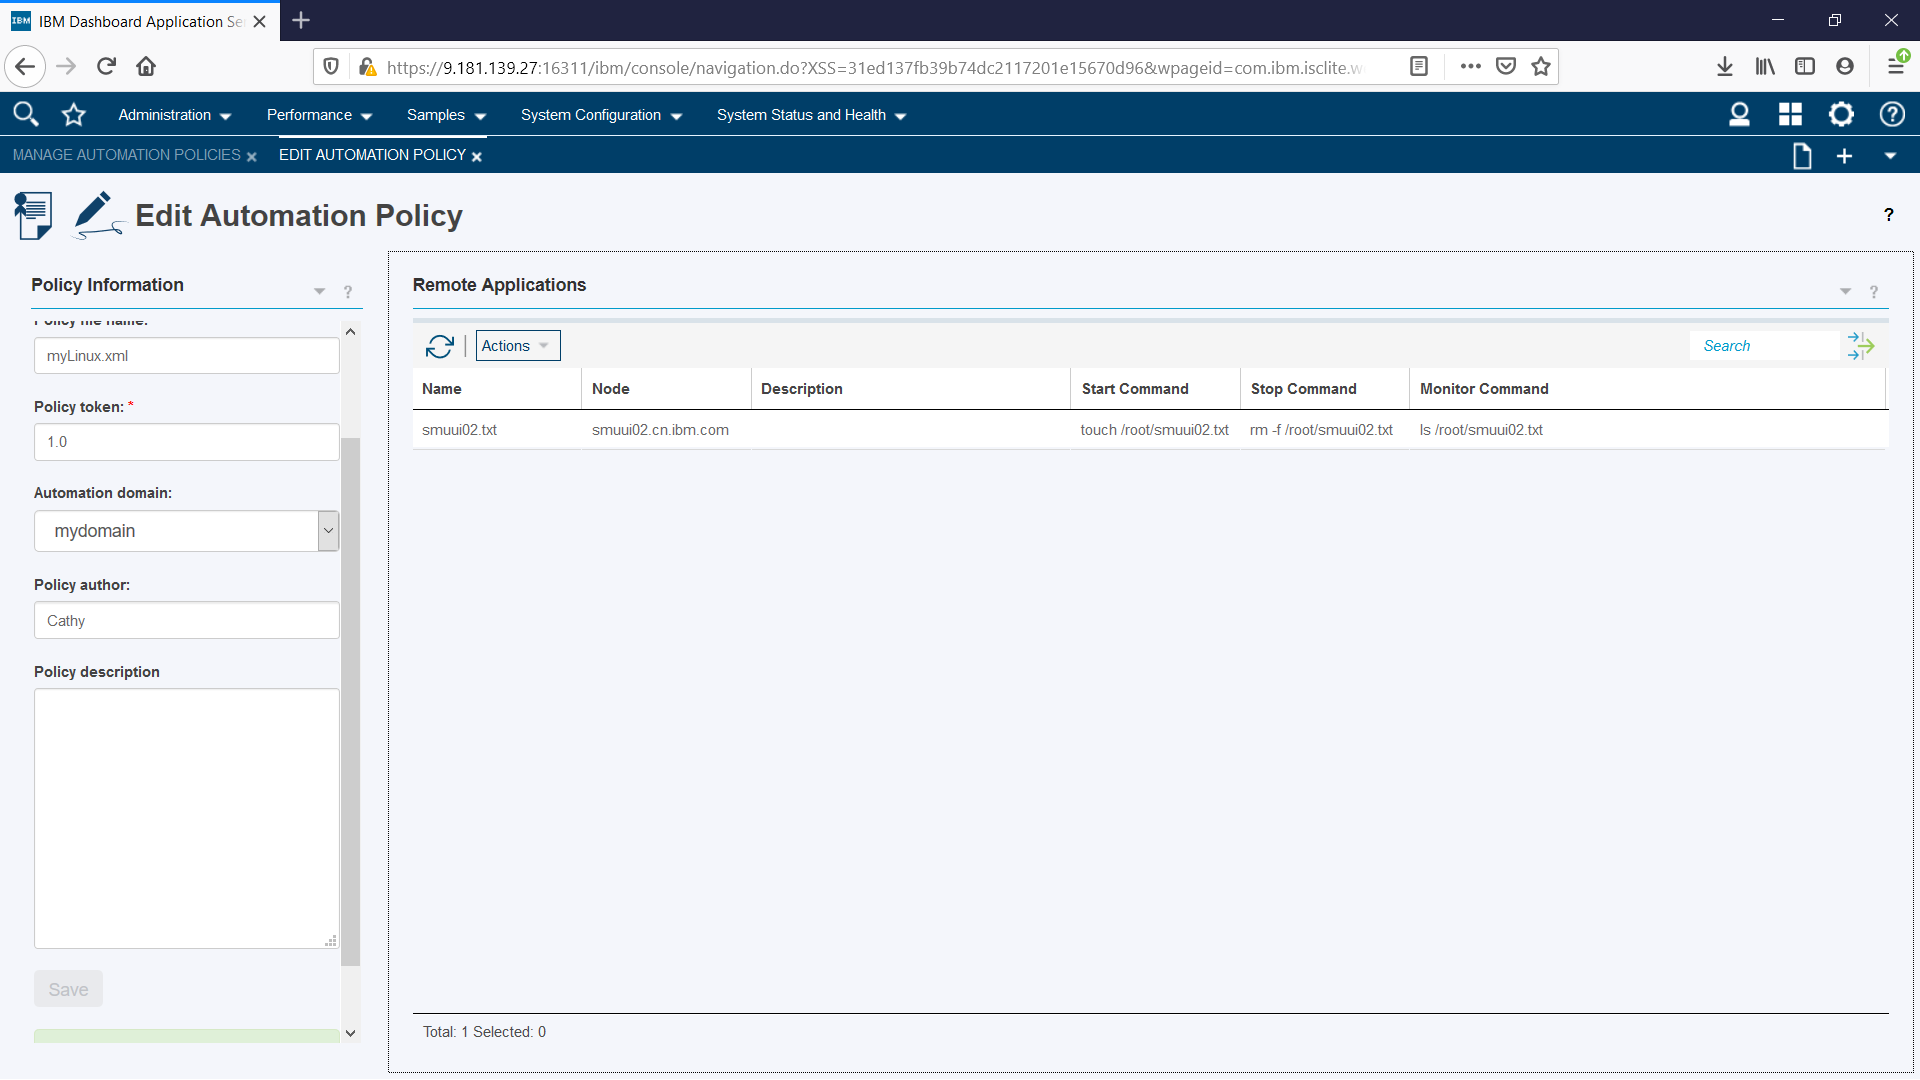 IBM Dashboard Application Se
https://9.181.139.27:16311/ibm/console/navigation.do?XSS=31ed137fb39b74dc2117201e15670d96&wpageid=com.ibm.isclite.w
Administration Performance Samples System Configuration System Status and Health
MANAGE AUTOMATION POLICIES EDIT AUTOMATION POLICY
Edit Automation Policy
?
Policy Information
?
Policy file name:
myLinux.xml
Policy token: *
1.0
Automation domain:
mydomain
Policy author:
Cathy
Policy description
Save
Remote Applications
?
Actions
Search
Name Node Description Start Command Stop Command Monitor Command
smuui02.txt smuui02.cn.ibm.com touch /root/smuui02.txt rm -f /root/smuui02.txt ls /root/smuui02.txt
Total: 1 Selected: 0